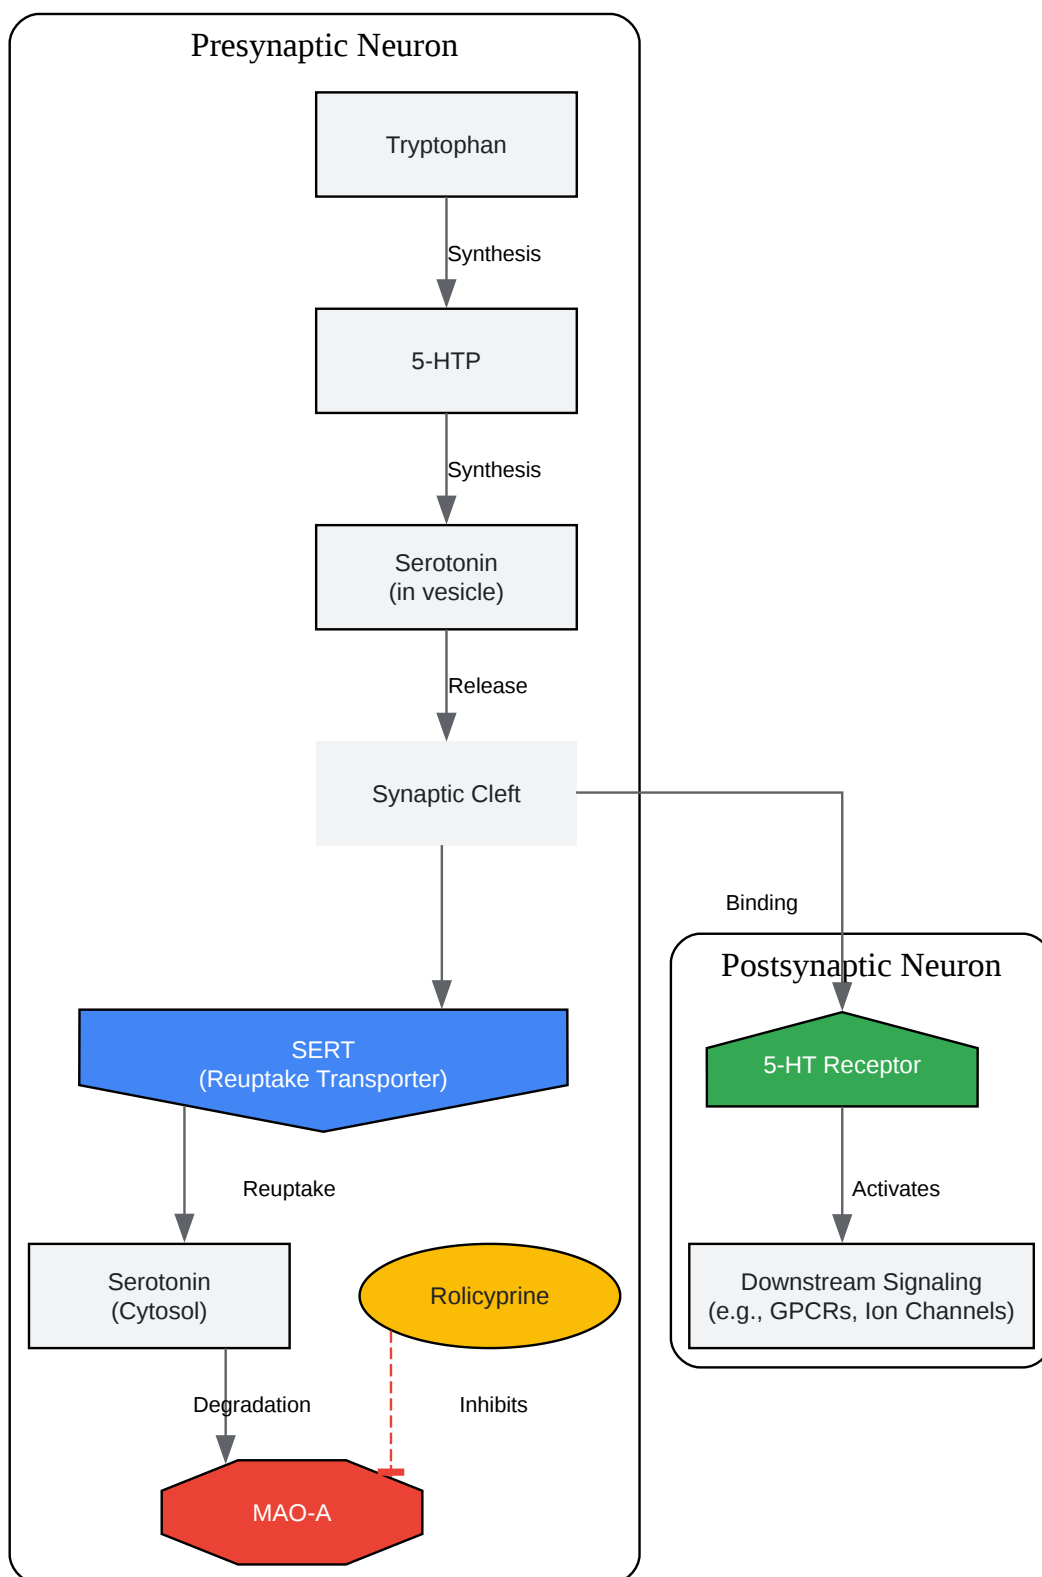 Presynaptic Neuron
Tryptophan
Synthesis
5-HTP
Synthesis
Serotonin
(in vesicle)
Release
Synaptic Cleft
Binding
Postsynaptic Neuron
SERT
(Reuptake Transporter)
5-HT Receptor
Reuptake
Activates
Serotonin
(Cytosol)
Rolicyprine
Downstream Signaling
(e.g., GPCRs, Ion Channels)
Degradation
Inhibits
MAO-A